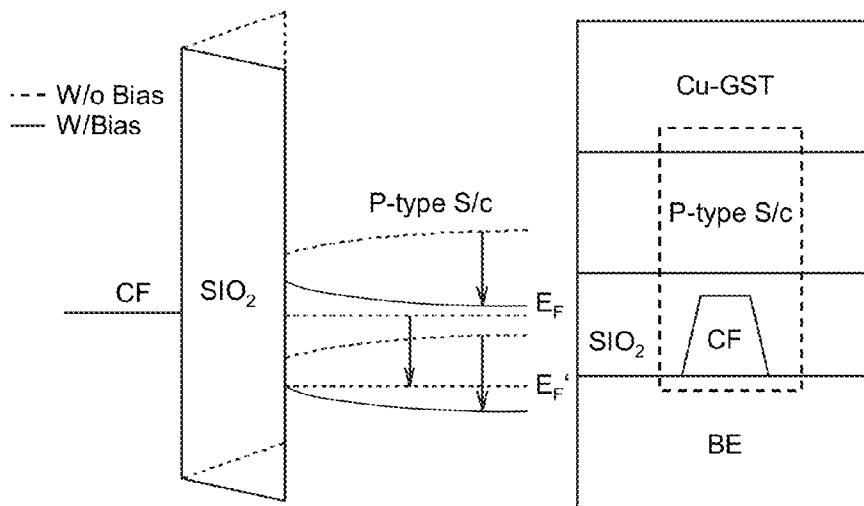 W/o Bias
W/Bias
CF
SIO₂
P-type S/c
E_F
E_F'
Cu-GST
P-type S/c
SIO₂
CF
BE